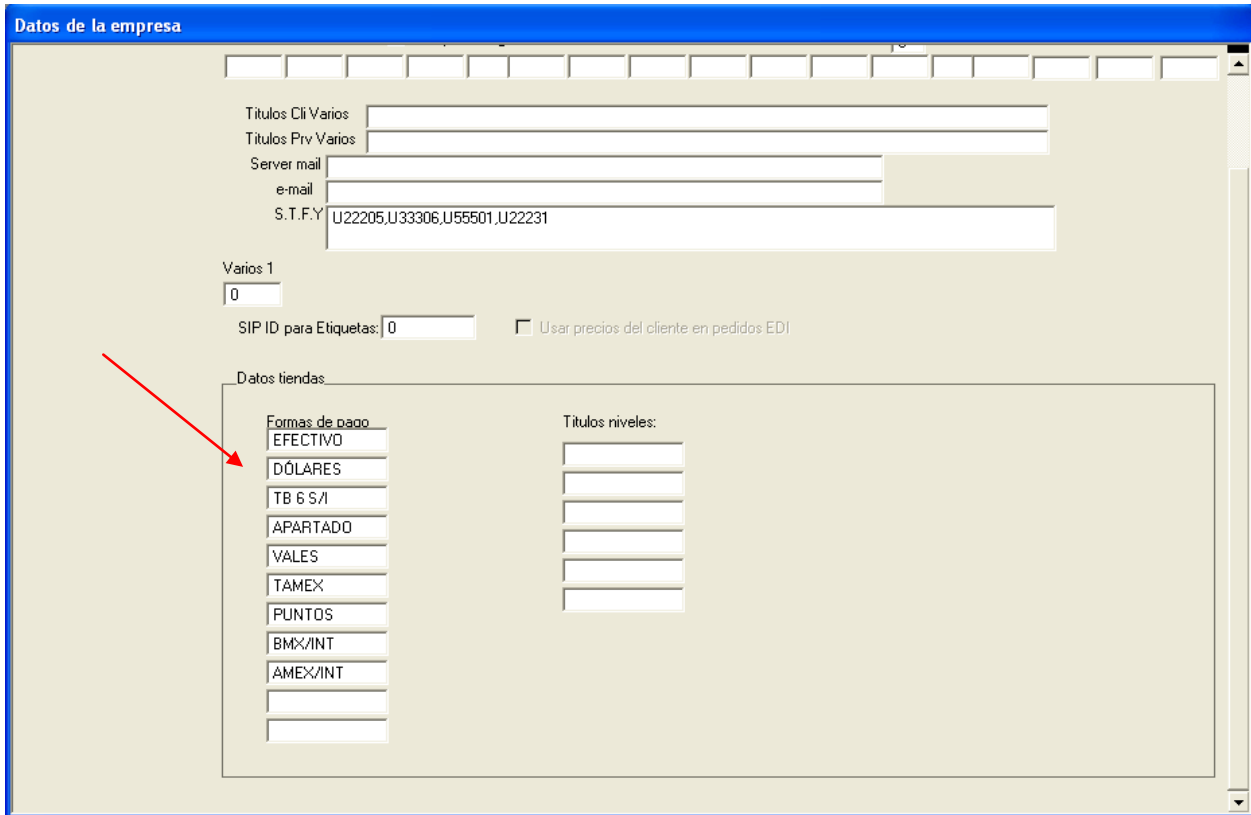 Datos de la empresa
Titulos Cli Varios
Titulos Prv Varios
Server mail
e-mail
S.T.F.Y U22205,U33306,U55501,U22231
Varios 1
0
SIP ID para Etiquetas: 0 Usar precios del cliente en pedidos EDI
Datos tiendas
Formas de pago Titulos niveles:
EFECTIVO
DÓLARES
TB 6 S/I
APARTADO
VALES
TAMEX
PUNTOS
BMX/INT
AMEX/INT